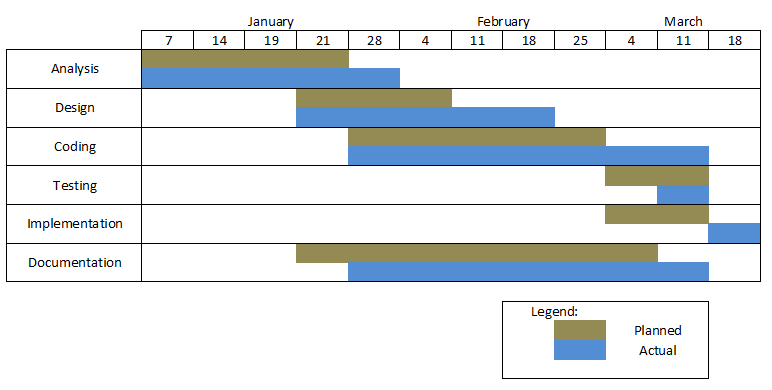 January February March
7 14 19 21 28 4 11 18 25 4 11 18
Analysis
Design
Coding
Testing
Implementation
Documentation
Legend:
Planned
Actual